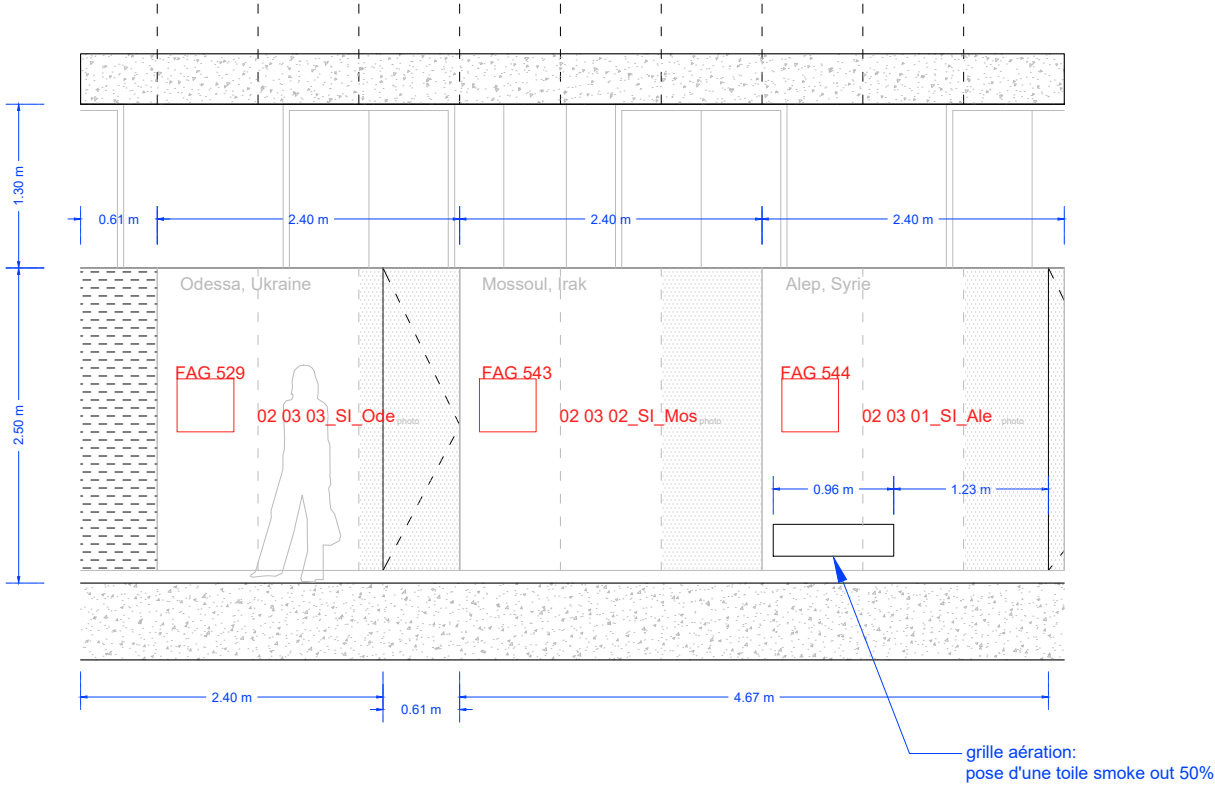 1.30 m
0.61 m
2.40 m
2.40 m
2.40 m
Odessa, Ukraine
Mossoul, Irak
Alep, Syrie
FAG 529
FAG 543
FAG 544
2.50 m
02 03 03_SI_Ode
photo
02 03 02_SI_Mos
photo
02 03 01_SI_Ale
photo
0.96 m
1.23 m
2.40 m
0.61 m
4.67 m
grille aération:
pose d'une toile smoke out 50%